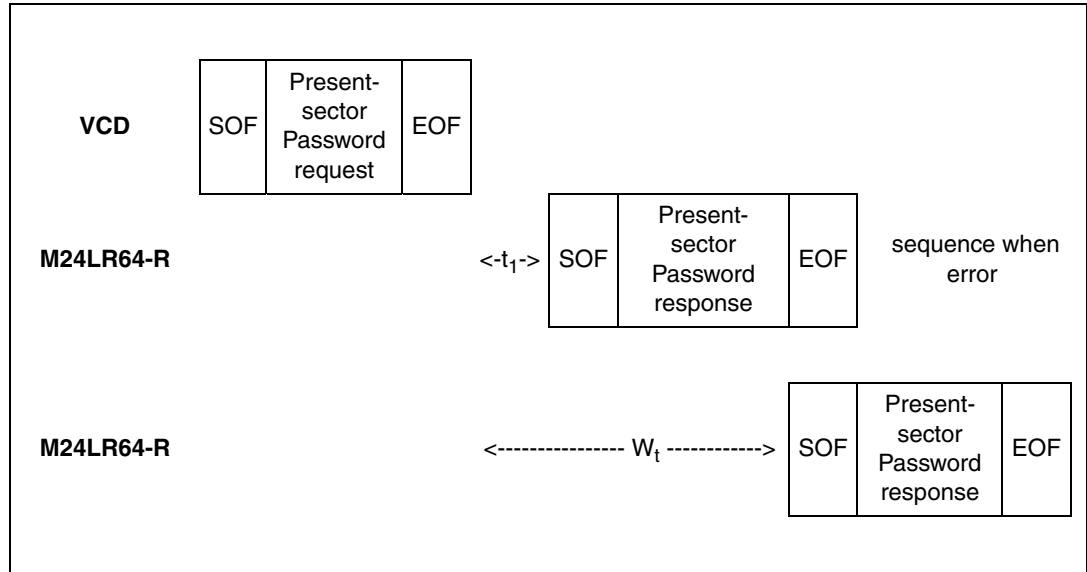 VCD
SOF
Present-
sector
Password
request
EOF
M24LR64-R
<-t1->
SOF
Present-
sector
Password
response
EOF
sequence when
error
M24LR64-R
<---------------- Wt ------------>
SOF
Present-
sector
Password
response
EOF